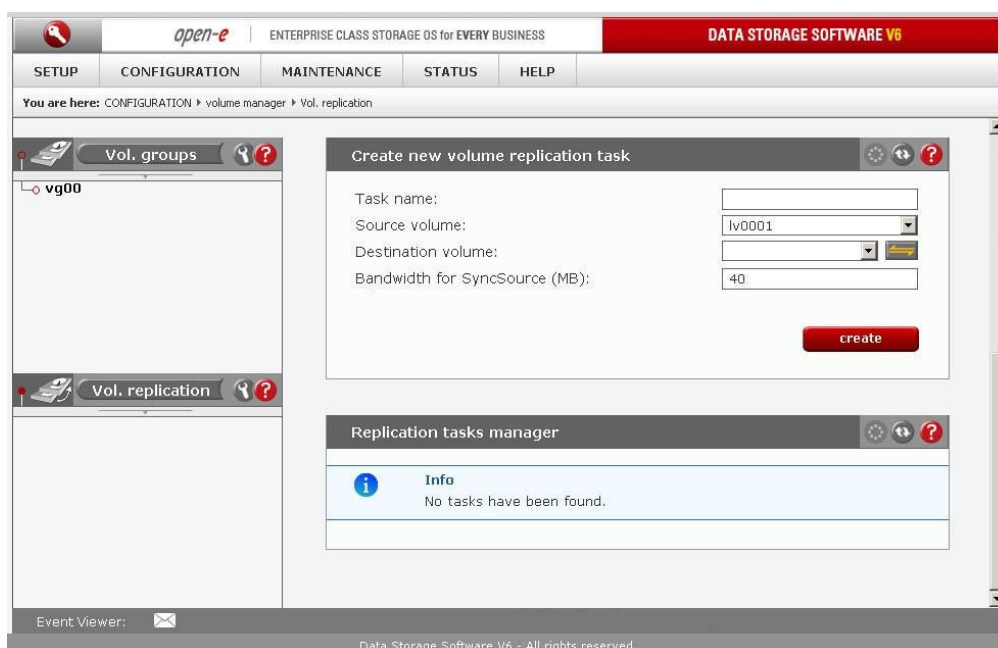 open-e ENTERPRISE CLASS STORAGE OS for EVERY BUSINESS DATA STORAGE SOFTWARE V6
SETUP CONFIGURATION MAINTENANCE STATUS HELP
You are here: CONFIGURATION volume manager Vol. replication
Vol. groups
vg00
Vol. replication
Create new volume replication task
Task name:
Source volume: lv0001
Destination volume:
Bandwidth for SyncSource (MB): 40
create
Replication tasks manager
Info
No tasks have been found.
Event Viewer:
Data Storage Software V6 - All rights reserved